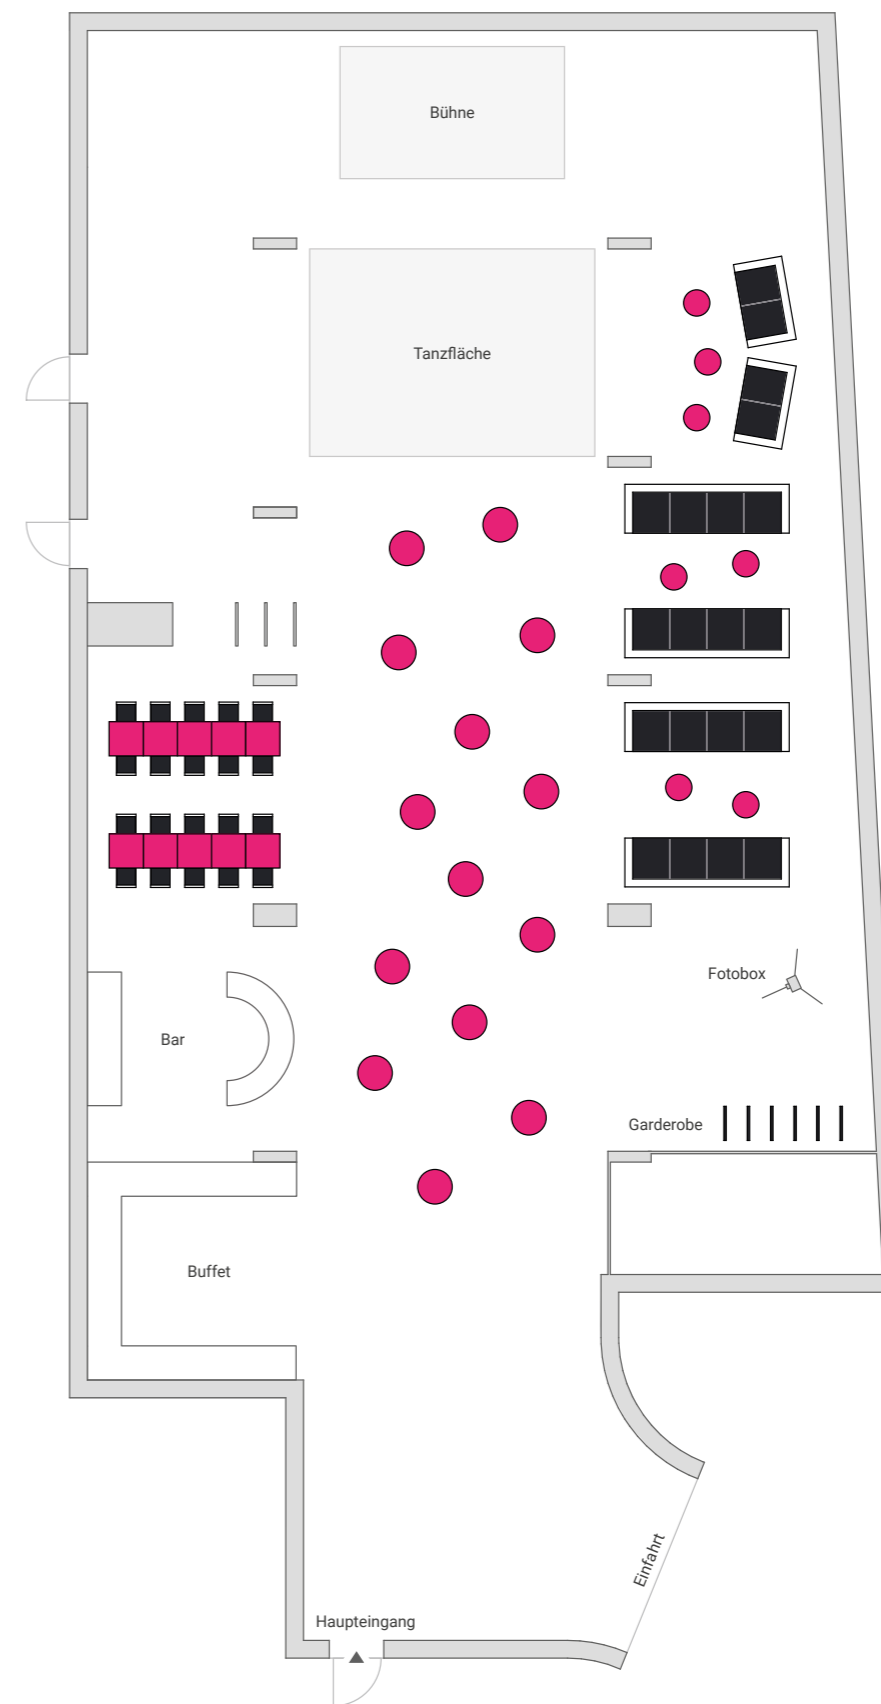 Bühne
Tanzfläche
Fotobox
Bar
Garderobe
Buffet
Einfahrt
Haupteingang